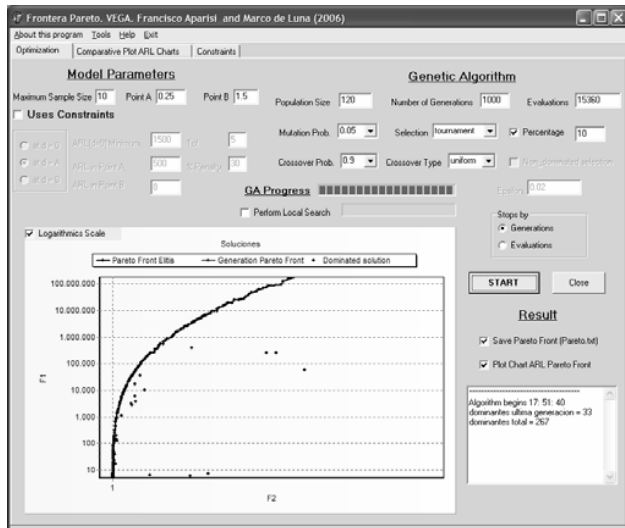 Frontera Pareto. VEGA. Francisco Aparisi and Marco de Luna (2006)
About this program Tools Help Exit
Optimization Comparative Plot ARL Charts Constraints
Model Parameters
Maximum Sample Size 10 Point A 0.25 Point B 1.5
Uses Constraints
at d = 0
at d = A
at d = B
ARL(d=0) Minimum 1500 Tol 5
ARL in Point A 500 % Penalty 30
ARL in Point B 8
Genetic Algorithm
Population Size 120 Number of Generations 1000 Evaluations 15360
Mutation Prob. 0.05 Selection tournament Percentage 10
Crossover Prob. 0.9 Crossover Type uniform Non_dominated selection
GA Progress
Epsilon 0.02
Perform Local Search
Stops by
Generations
Evaluations
Logarithmics Scale
Soluciones
Pareto Front Elitis Generation Pareto Front Dominated solution
100.000.000
10.000.000
1.000.000
100.000
10.000
1.000
100
10
F1
1
F2
START Close
Result
Save Pareto Front (Pareto.txt)
Plot Chart ARL Pareto Front
Algorithm begins 17: 51: 40
dominantes ultima generacion = 33
dominantes total = 267